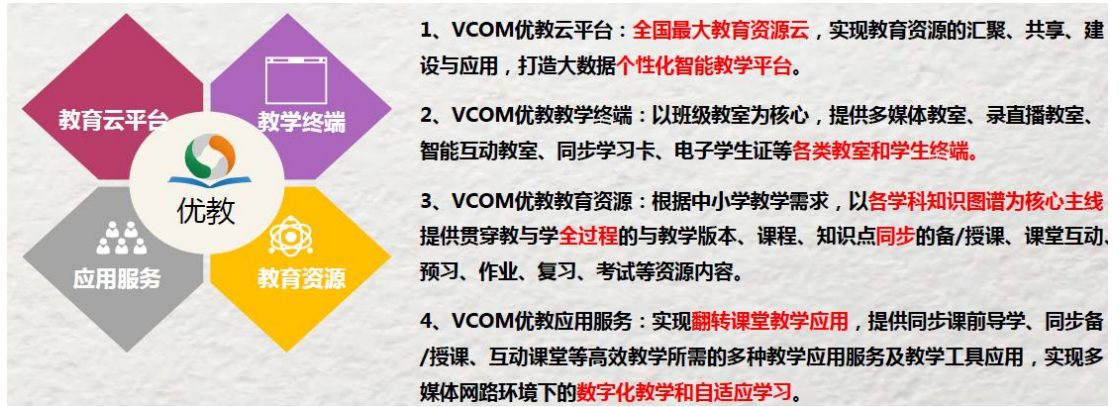 教育云平台
教学终端
优教
应用服务
教育资源
1、VCOM优教云平台：全国最大教育资源云，实现教育资源的汇聚、共享、建
设与应用，打造大数据个性化智能教学平台。
2、VCOM优教教学终端：以班级教室为核心，提供多媒体教室、录直播教室、
智能互动教室、同步学习卡、电子学生证等各类教室和学生终端。
3、VCOM优教教育资源：根据中小学教学需求，以各学科知识图谱为核心主线
提供贯穿教与学全过程的与教学版本、课程、知识点同步的备/授课、课堂互动、
预习、作业、复习、考试等资源内容。
4、VCOM优教应用服务：实现翻转课堂教学应用，提供同步课前导学、同步备
/授课、互动课堂等高效教学所需的多种教学应用服务及教学工具应用，实现多
媒体网路环境下的数字化教学和自适应学习。